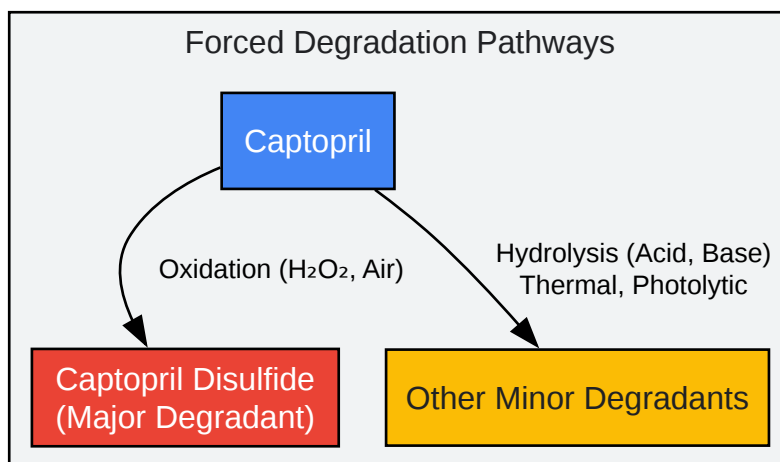 Forced Degradation Pathways
Captopril
Oxidation (H₂O₂, Air)
Hydrolysis (Acid, Base)
Thermal, Photolytic
Captopril Disulfide
(Major Degradant)
Other Minor Degradants